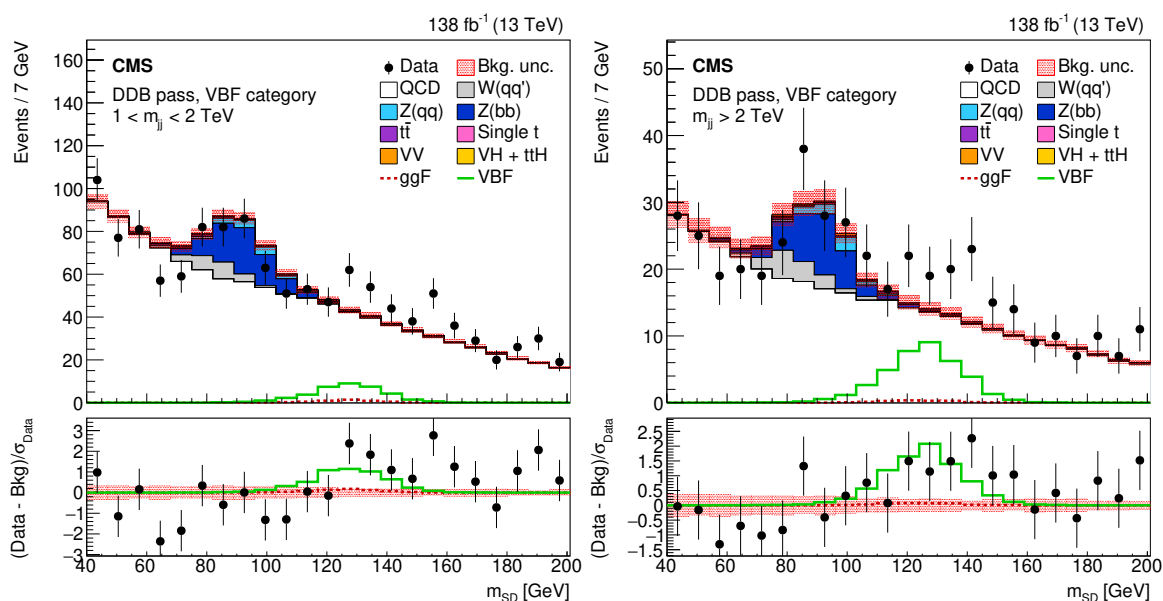 138 fb⁻¹ (13 TeV)
Events / 7 GeV
160
140
120
100
80
60
40
20
0
CMS
DDB pass, VBF category
1 < m_jj < 2 TeV
Data
Bkg. unc.
QCD
W(qq')
Z(qq)
Z(bb)
tt̄
Single t
VV
VH + ttH
ggF
VBF
(Data - Bkg)/σ_Data
3
2
1
0
−1
−2
−3
40 60 80 100 120 140 160 180 200
m_SD [GeV]
138 fb⁻¹ (13 TeV)
Events / 7 GeV
50
40
30
20
10
0
CMS
DDB pass, VBF category
m_jj > 2 TeV
Data
Bkg. unc.
QCD
W(qq')
Z(qq)
Z(bb)
tt̄
Single t
VV
VH + ttH
ggF
VBF
(Data - Bkg)/σ_Data
2.5
2
1.5
1
0.5
0
−0.5
−1
−1.5
40 60 80 100 120 140 160 180 200
m_SD [GeV]